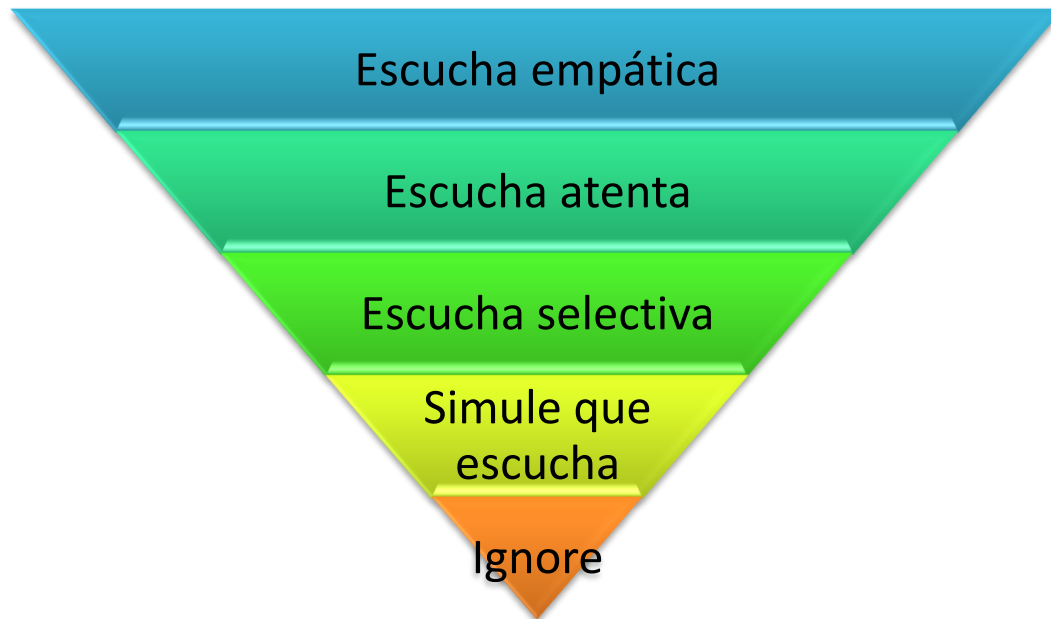 Escucha empática
Escucha atenta
Escucha selectiva
Simule que
escucha
Ignore